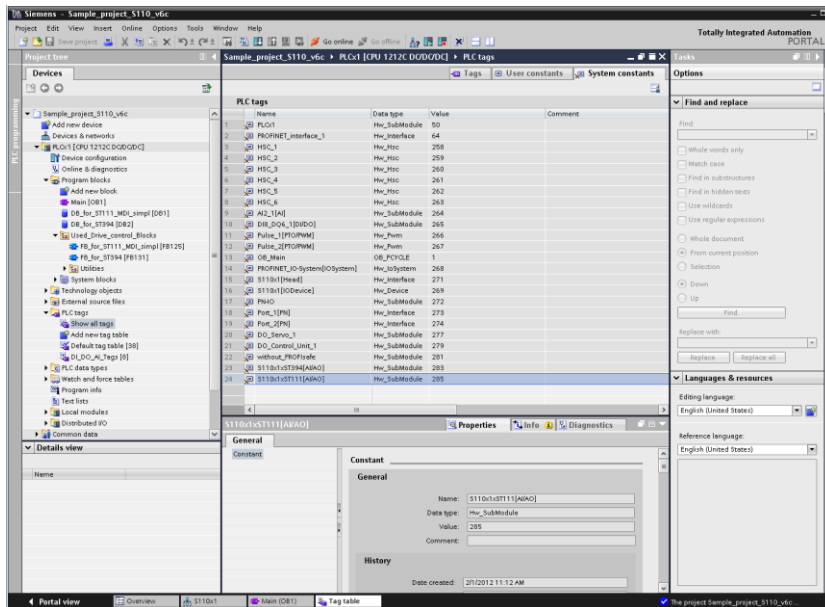 Siemens - Sample_project_S110_v6c
Project Edit View Insert Online Options Tools Window Help
Totally Integrated Automation
PORTAL
Save project
Go online
Go offline
Project tree
Sample_project_S110_v6c ▸ PLCx1 [CPU 1212C DC/DC/DC] ▸ PLC tags
Tasks
Devices
Tags
User constants
System constants
Options
PLC programming
PLC tags
Name Data type Value Comment
1 PLCx1 Hw_SubModule 50
2 PROFINET_interface_1 Hw_Interface 64
3 HSC_1 Hw_Hsc 258
4 HSC_2 Hw_Hsc 259
5 HSC_3 Hw_Hsc 260
6 HSC_4 Hw_Hsc 261
7 HSC_5 Hw_Hsc 262
8 HSC_6 Hw_Hsc 263
9 AI2_1[AI] Hw_SubModule 264
10 DI8_DQ6_1[DI/DO] Hw_SubModule 265
11 Pulse_1[PTO/PWM] Hw_Pwm 266
12 Pulse_2[PTO/PWM] Hw_Pwm 267
13 OB_Main OB_PCYCLE 1
14 PROFINET_IO-System[IOSystem] Hw_IoSystem 268
15 S110x1[Head] Hw_Interface 271
16 S110x1[IODevice] Hw_Device 269
17 PN-IO Hw_SubModule 272
18 Port_1[PN] Hw_Interface 273
19 Port_2[PN] Hw_Interface 274
20 DO_Servo_1 Hw_SubModule 277
21 DO_Control_Unit_1 Hw_SubModule 279
22 without_PROFIsafe Hw_SubModule 281
23 S110x1xST394[AI/AO] Hw_SubModule 283
24 S110x1xST111[AI/AO] Hw_SubModule 285
Sample_project_S110_v6c
Add new device
Devices & networks
PLCx1 [CPU 1212C DC/DC/DC]
Device configuration
Online & diagnostics
Program blocks
Add new block
Main [OB1]
DB_for_ST111_MDI_simpl [DB1]
DB_for_ST394 [DB2]
Used_Drive_control_Blocks
FB_for_ST111_MDI_simpl [FB125]
FB_for_ST394 [FB131]
Utilities
System blocks
Technology objects
External source files
PLC tags
Show all tags
Add new tag table
Default tag table [38]
DI_DO_AI_Tags [8]
PLC data types
Watch and force tables
Program info
Text lists
Local modules
Distributed I/O
Common data
Details view
Name
Find and replace
Find:
Whole words only
Match case
Find in substructures
Find in hidden texts
Use wildcards
Use regular expressions
Whole document
From current position
Selection
Down
Up
Find
Replace with:
Replace
Replace all
Languages & resources
Editing language:
English (United States)
Reference language:
English (United States)
S110x1xST111[AI/AO]
Properties
Info
Diagnostics
General
Constant
Constant
General
Name: S110x1xST111[AI/AO]
Data type: Hw_SubModule
Value: 285
Comment:
History
Date created: 2/1/2012 11:12 AM
Portal view
Overview
S110x1
Main (OB1)
Tag table
The project Sample_project_S110_v6c...